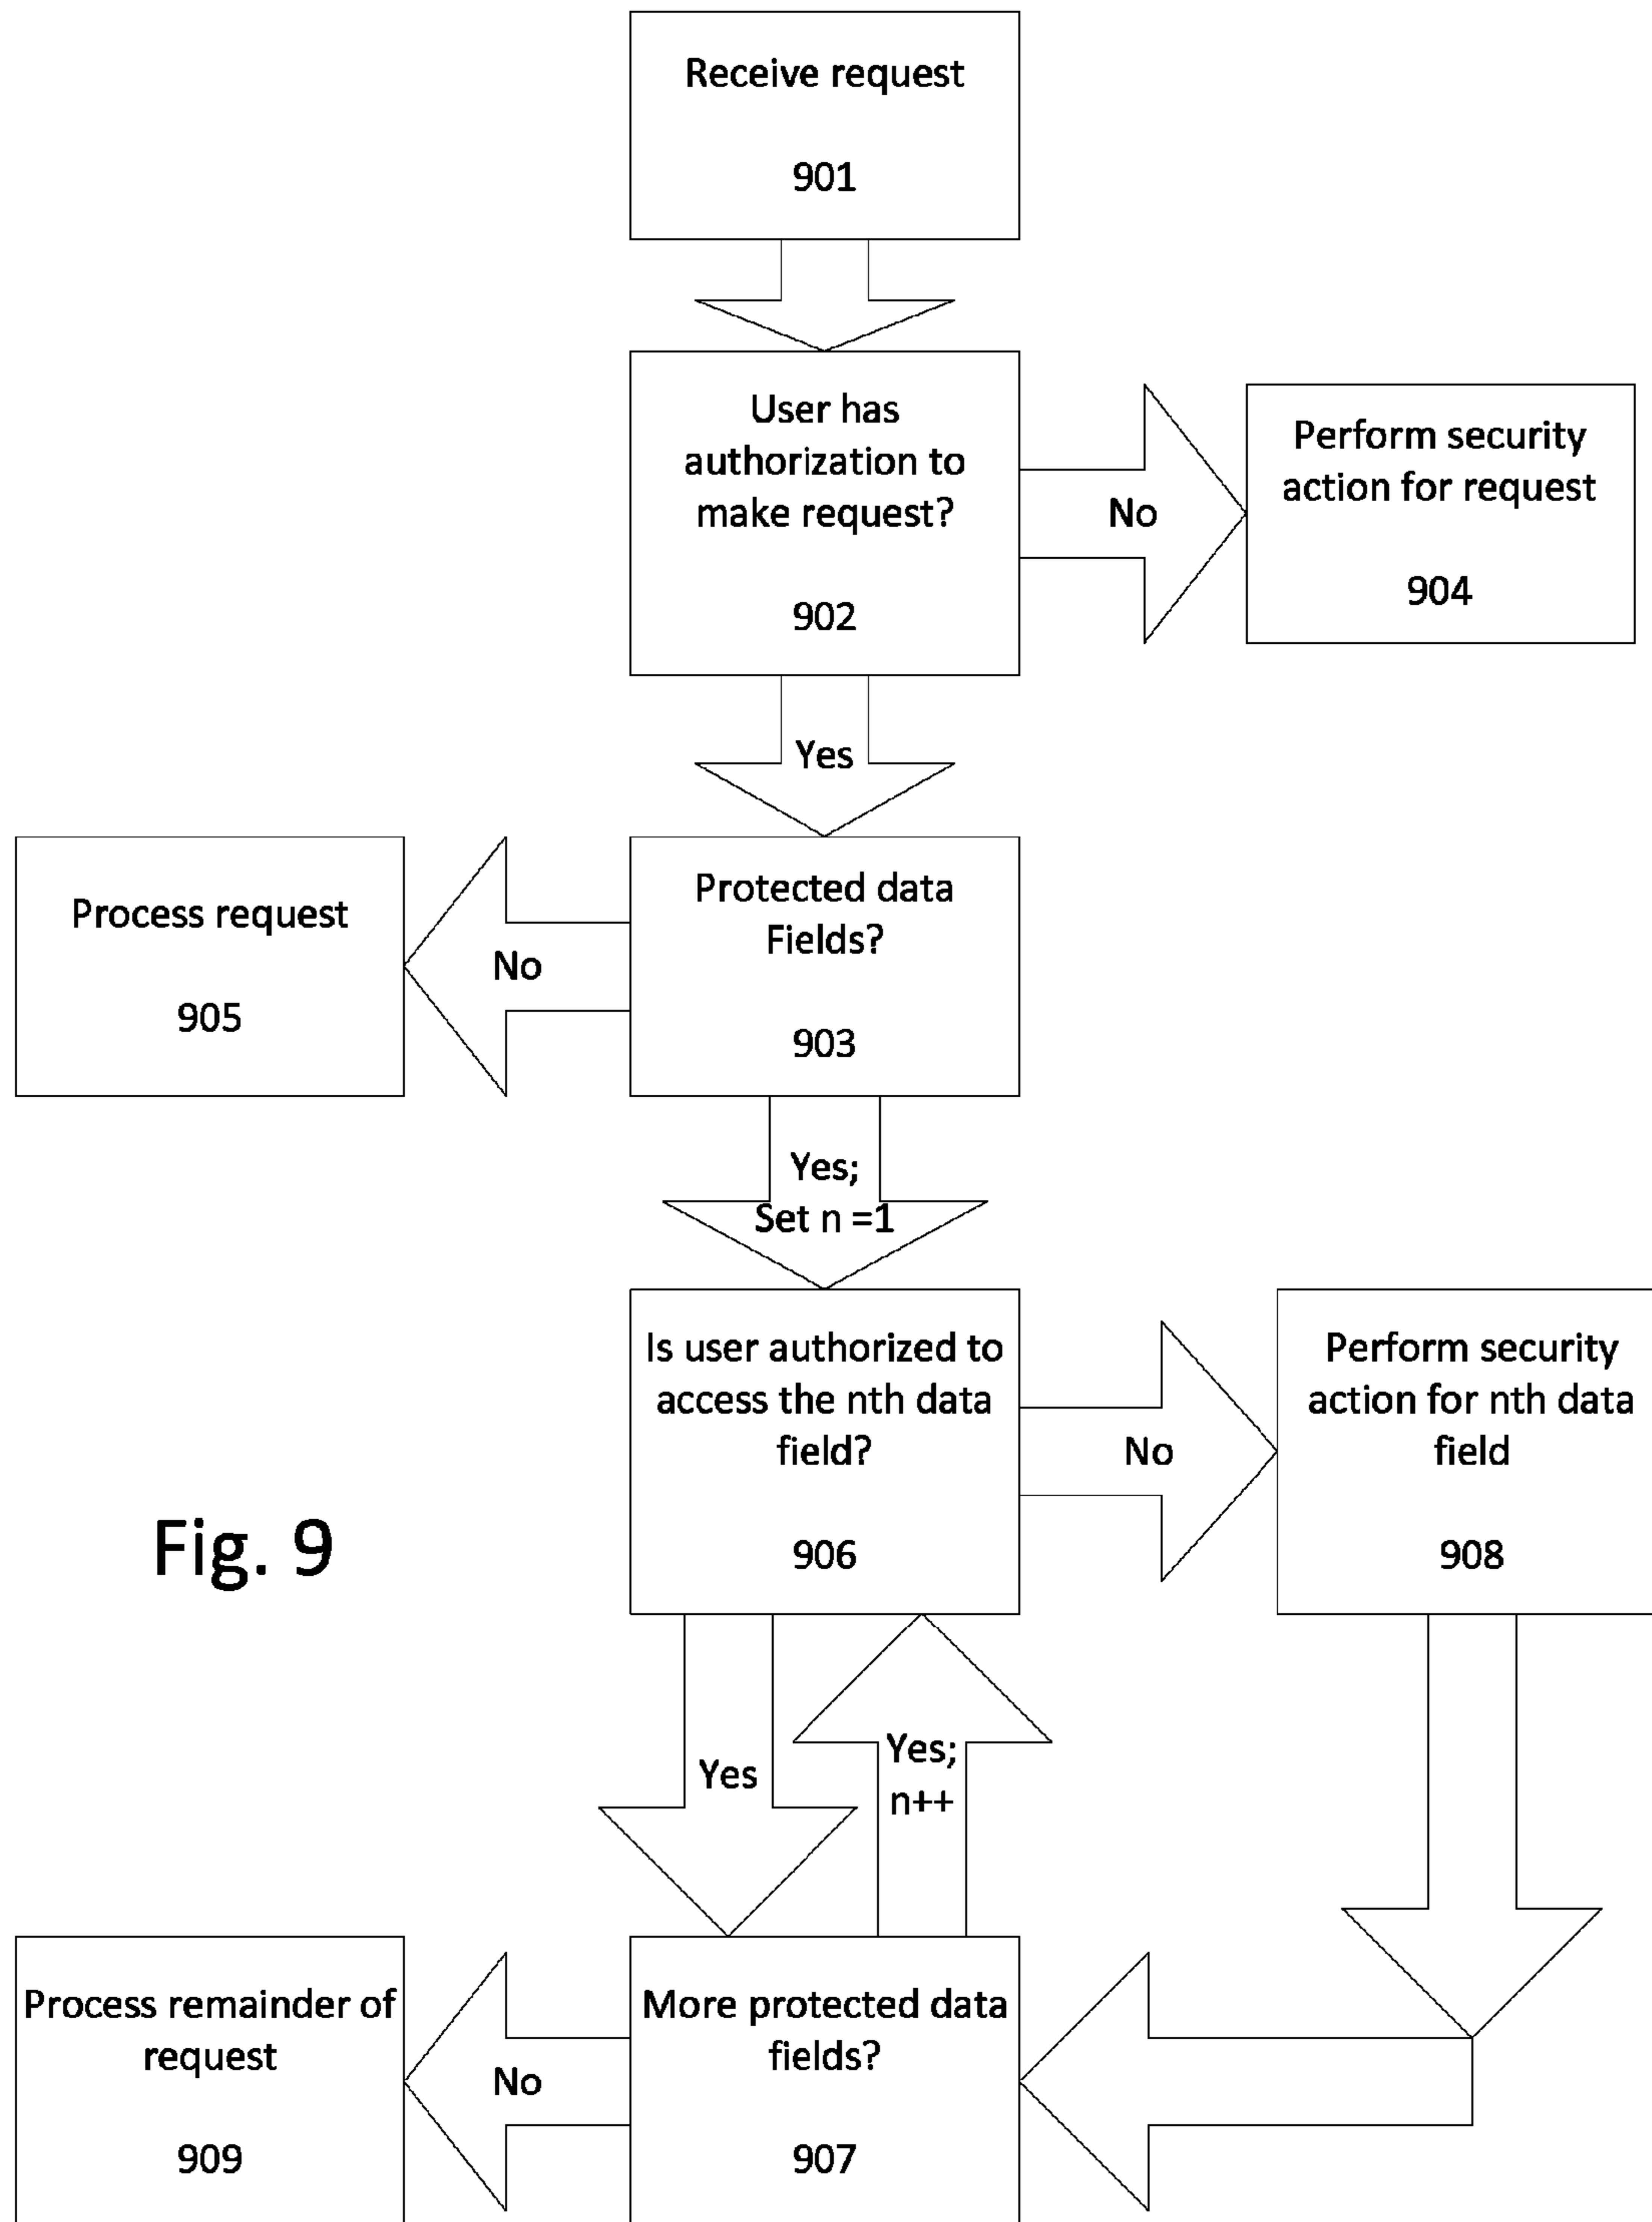 Receive request
901
User has
authorization to
make request?
902
No
Perform security
action for request
904
Yes
Process request
905
No
Protected data
Fields?
903
Yes;
Set n =1
Is user authorized to
access the nth data
field?
906
No
Perform security
action for nth data
field
908
Fig. 9
Yes
Yes;
n++
Process remainder of
request
909
No
More protected data
fields?
907